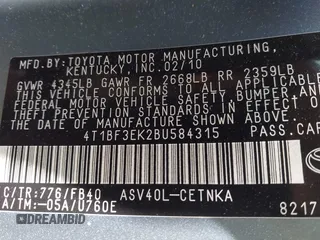 MFD.BY: TOYOTA MOTOR MANUFACTURING,
KENTUCKY, INC. 02/10
GVWR 4345LB GAWR FR 2668LB RR 2359LB
THIS VEHICLE CONFORMS TO ALL APPLICABLE
FEDERAL MOTOR VEHICLE SAFETY, BUMPER, AND
THEFT PREVENTION STANDARDS IN EFFECT ON
THE DATE OF MANUFACTURE SHOWN ABOVE.
4T1BF3EK2BU584315 PASS.CAR
C/TR:776/FB40 ASV40L-CETNKA
A/TM:-05A/U760E 8217
DREAM BID